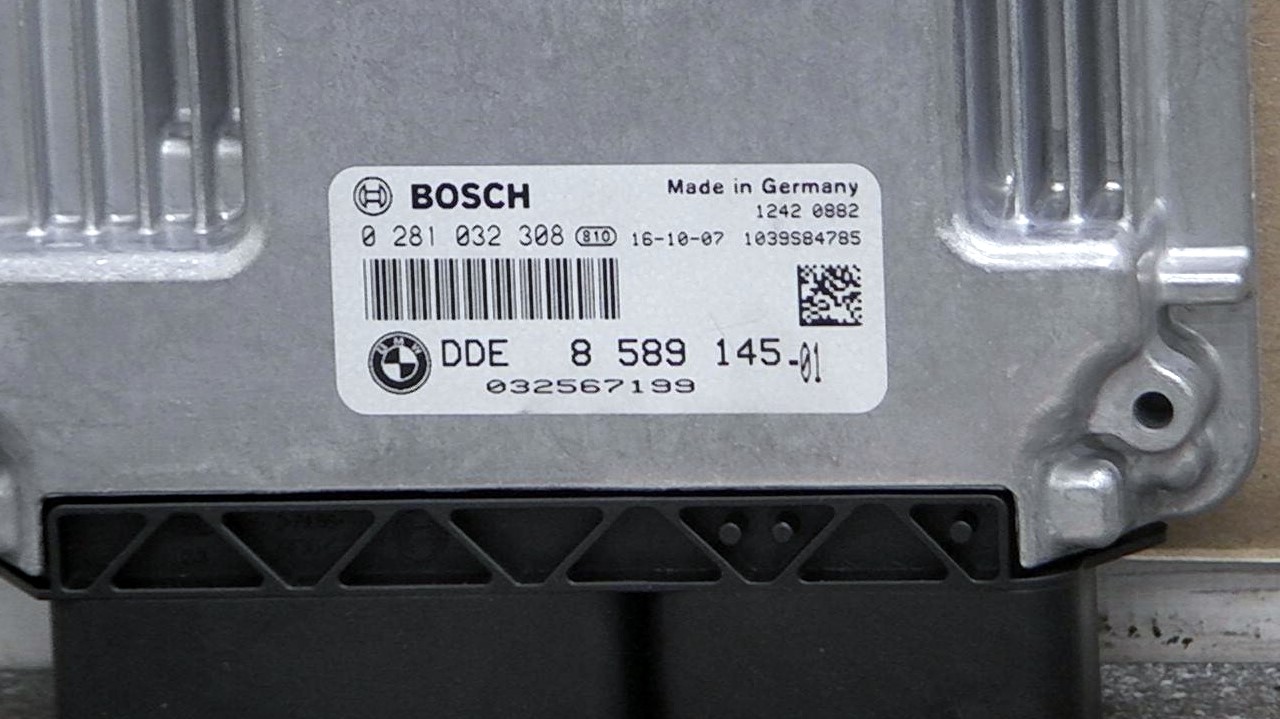 BOSCH
Made in Germany
1242 0882
0 281 032 308 810 16-10-07 1039S84785
BMW
DDE 8 589 145-01
032567199